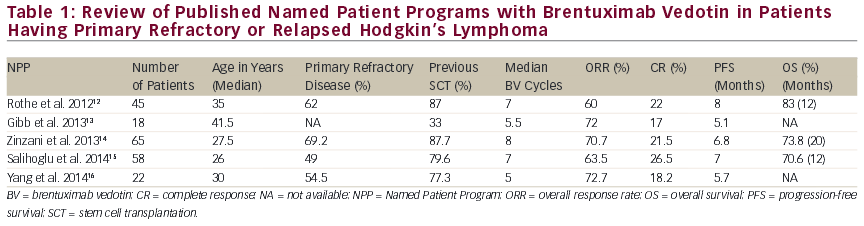 Table 1: Review of Published Named Patient Programs with Brentuximab Vedotin in Patients
Having Primary Refractory or Relapsed Hodgkin's Lymphoma
NPP Number of Patients Age in Years (Median) Primary Refractory Disease (%) Previous SCT (%) Median BV Cycles ORR (%) CR (%) PFS (Months) OS (%) (Months)
Rothe et al. 2012¹² 45 35 62 87 7 60 22 8 83 (12)
Gibb et al. 2013¹³ 18 41.5 NA 33 5.5 72 17 5.1 NA
Zinzani et al. 2013¹⁴ 65 27.5 69.2 87.7 8 70.7 21.5 6.8 73.8 (20)
Salihoglu et al. 2014¹⁵ 58 26 49 79.6 7 63.5 26.5 7 70.6 (12)
Yang et al. 2014¹⁶ 22 30 54.5 77.3 5 72.7 18.2 5.7 NA
BV = brentuximab vedotin; CR = complete response; NA = not available; NPP = Named Patient Program; ORR = overall response rate; OS = overall survival; PFS = progression-free
survival; SCT = stem cell transplantation.